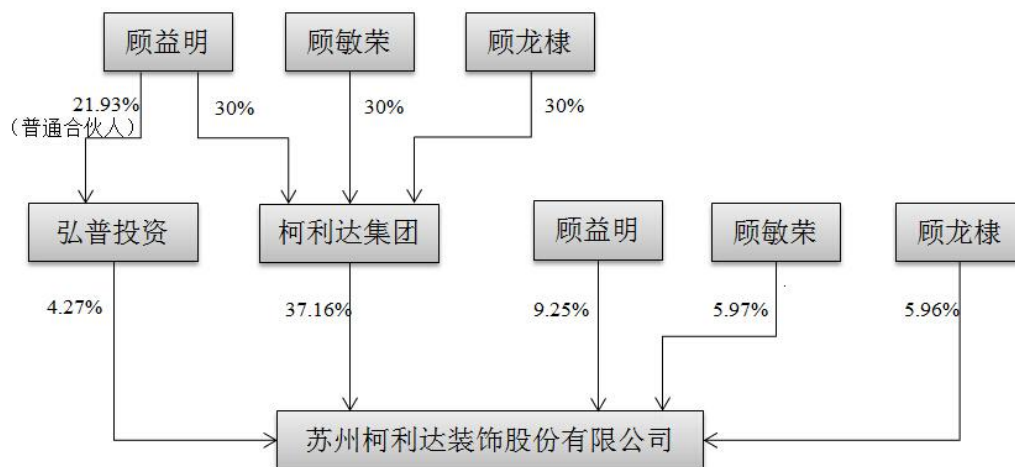 顾益明
顾敏荣
顾龙棣
21.93%
（普通合伙人）
30%
30%
30%
弘普投资
柯利达集团
顾益明
顾敏荣
顾龙棣
4.27%
37.16%
9.25%
5.97%
5.96%
苏州柯利达装饰股份有限公司